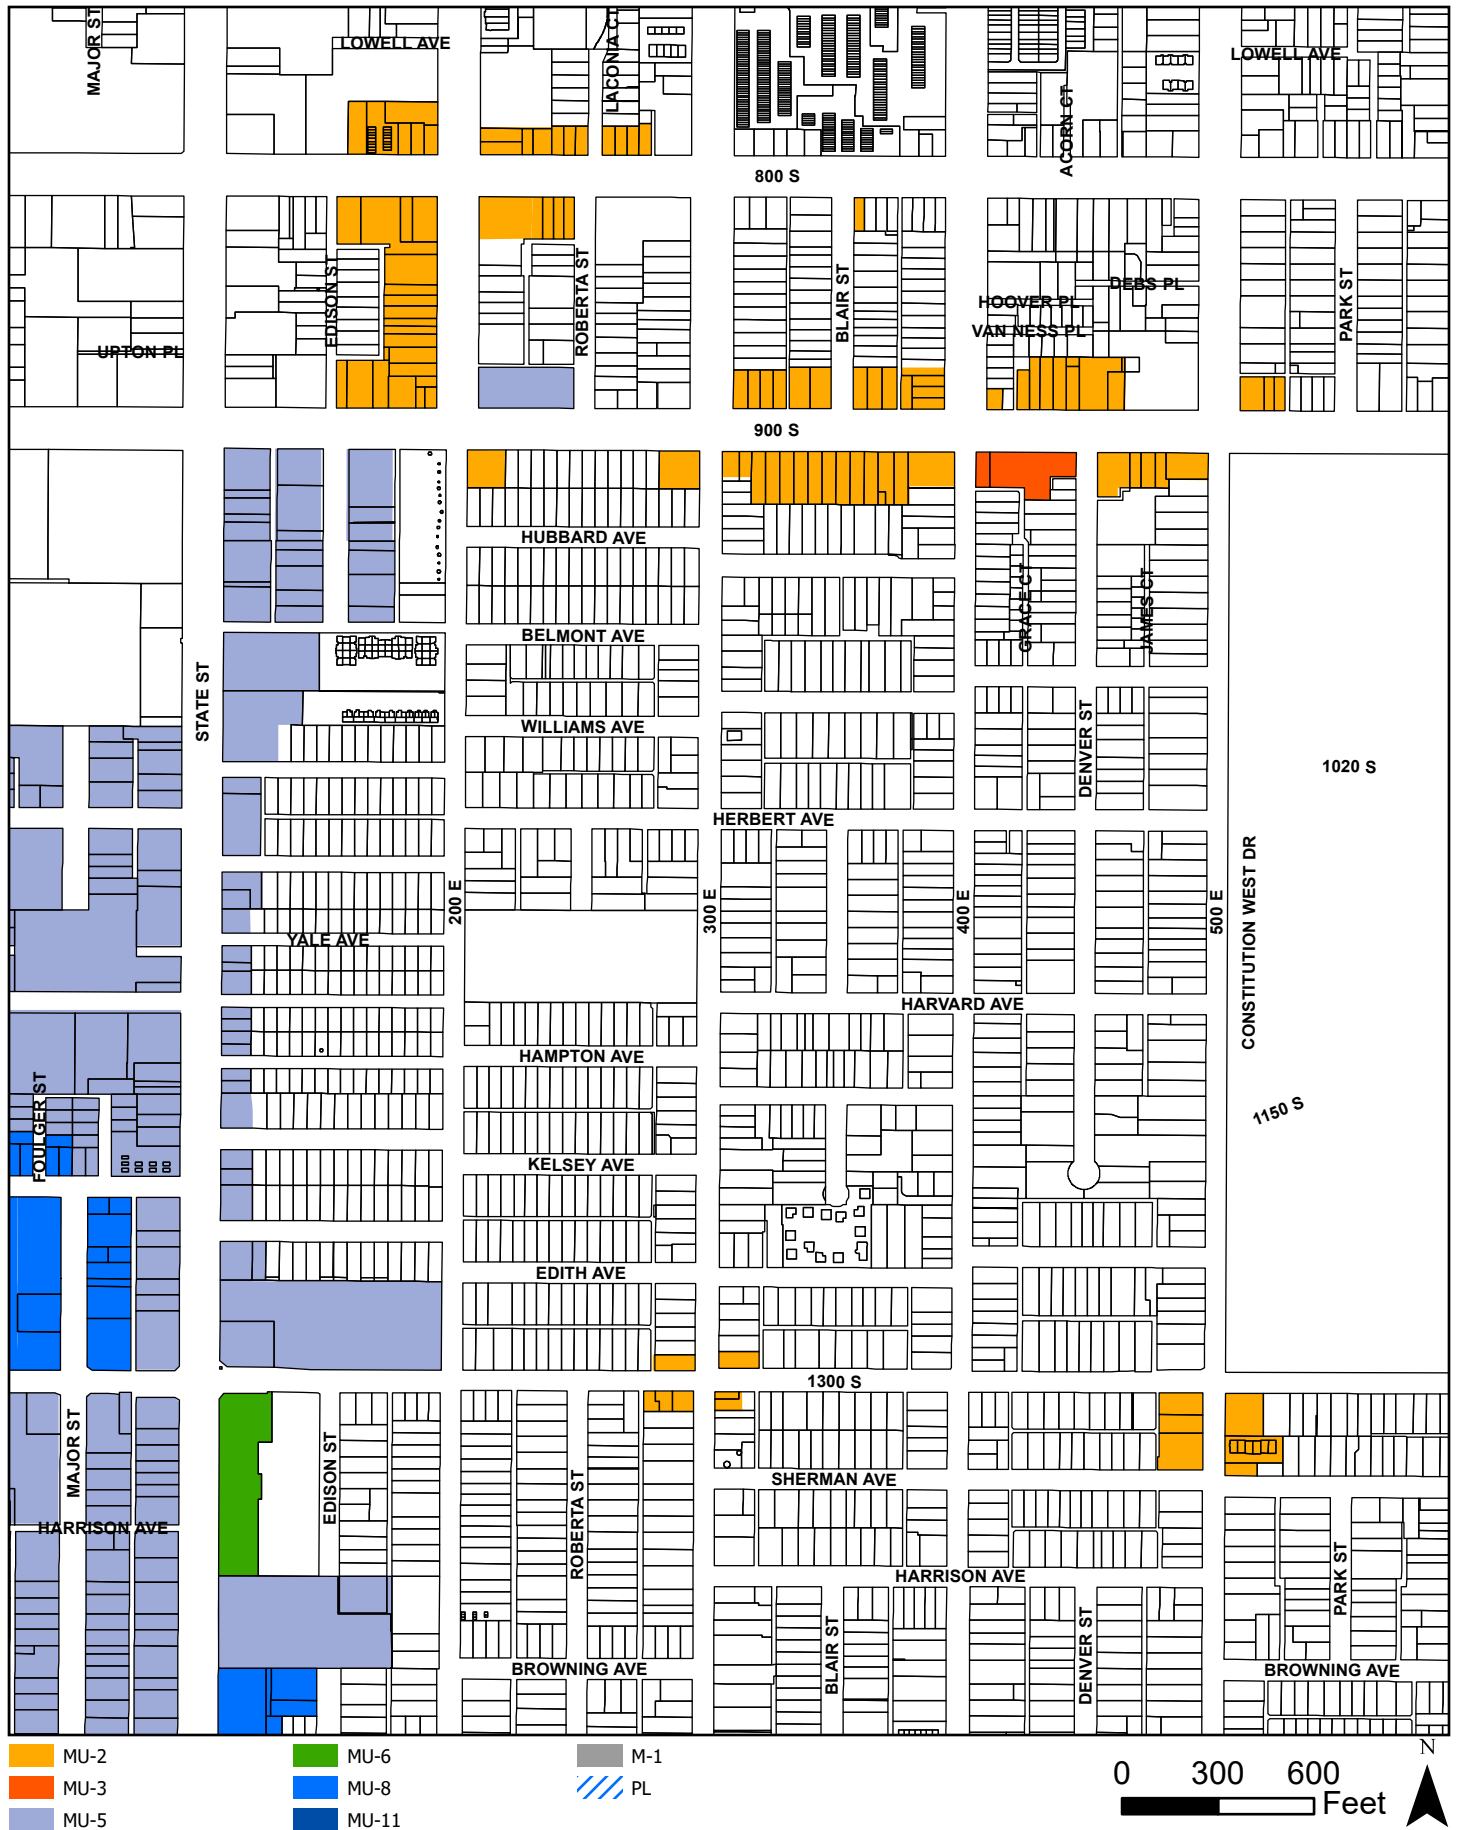 MAJOR ST
LOWELL AVE
LACONIA CT
ACORN CT
LOWELL AVE
800 S
EDISON ST
ROBERTA ST
BLAIR ST
HOOVER PL
DEBS PL
VAN NESS PL
PARK ST
UPTON PL
900 S
HUBBARD AVE
GRACE CT
JAMES CT
BELMONT AVE
STATE ST
WILLIAMS AVE
DENVER ST
1020 S
HERBERT AVE
200 E
300 E
400 E
500 E
CONSTITUTION WEST DR
YALE AVE
HARVARD AVE
HAMPTON AVE
FOULGER ST
1150 S
KELSEY AVE
EDITH AVE
1300 S
MAJOR ST
EDISON ST
ROBERTA ST
SHERMAN AVE
HARRISON AVE
HARRISON AVE
PARK ST
BLAIR ST
DENVER ST
BROWNING AVE
BROWNING AVE
MU-2
MU-3
MU-5
MU-6
MU-8
MU-11
M-1
PL
0 300 600
Feet
N